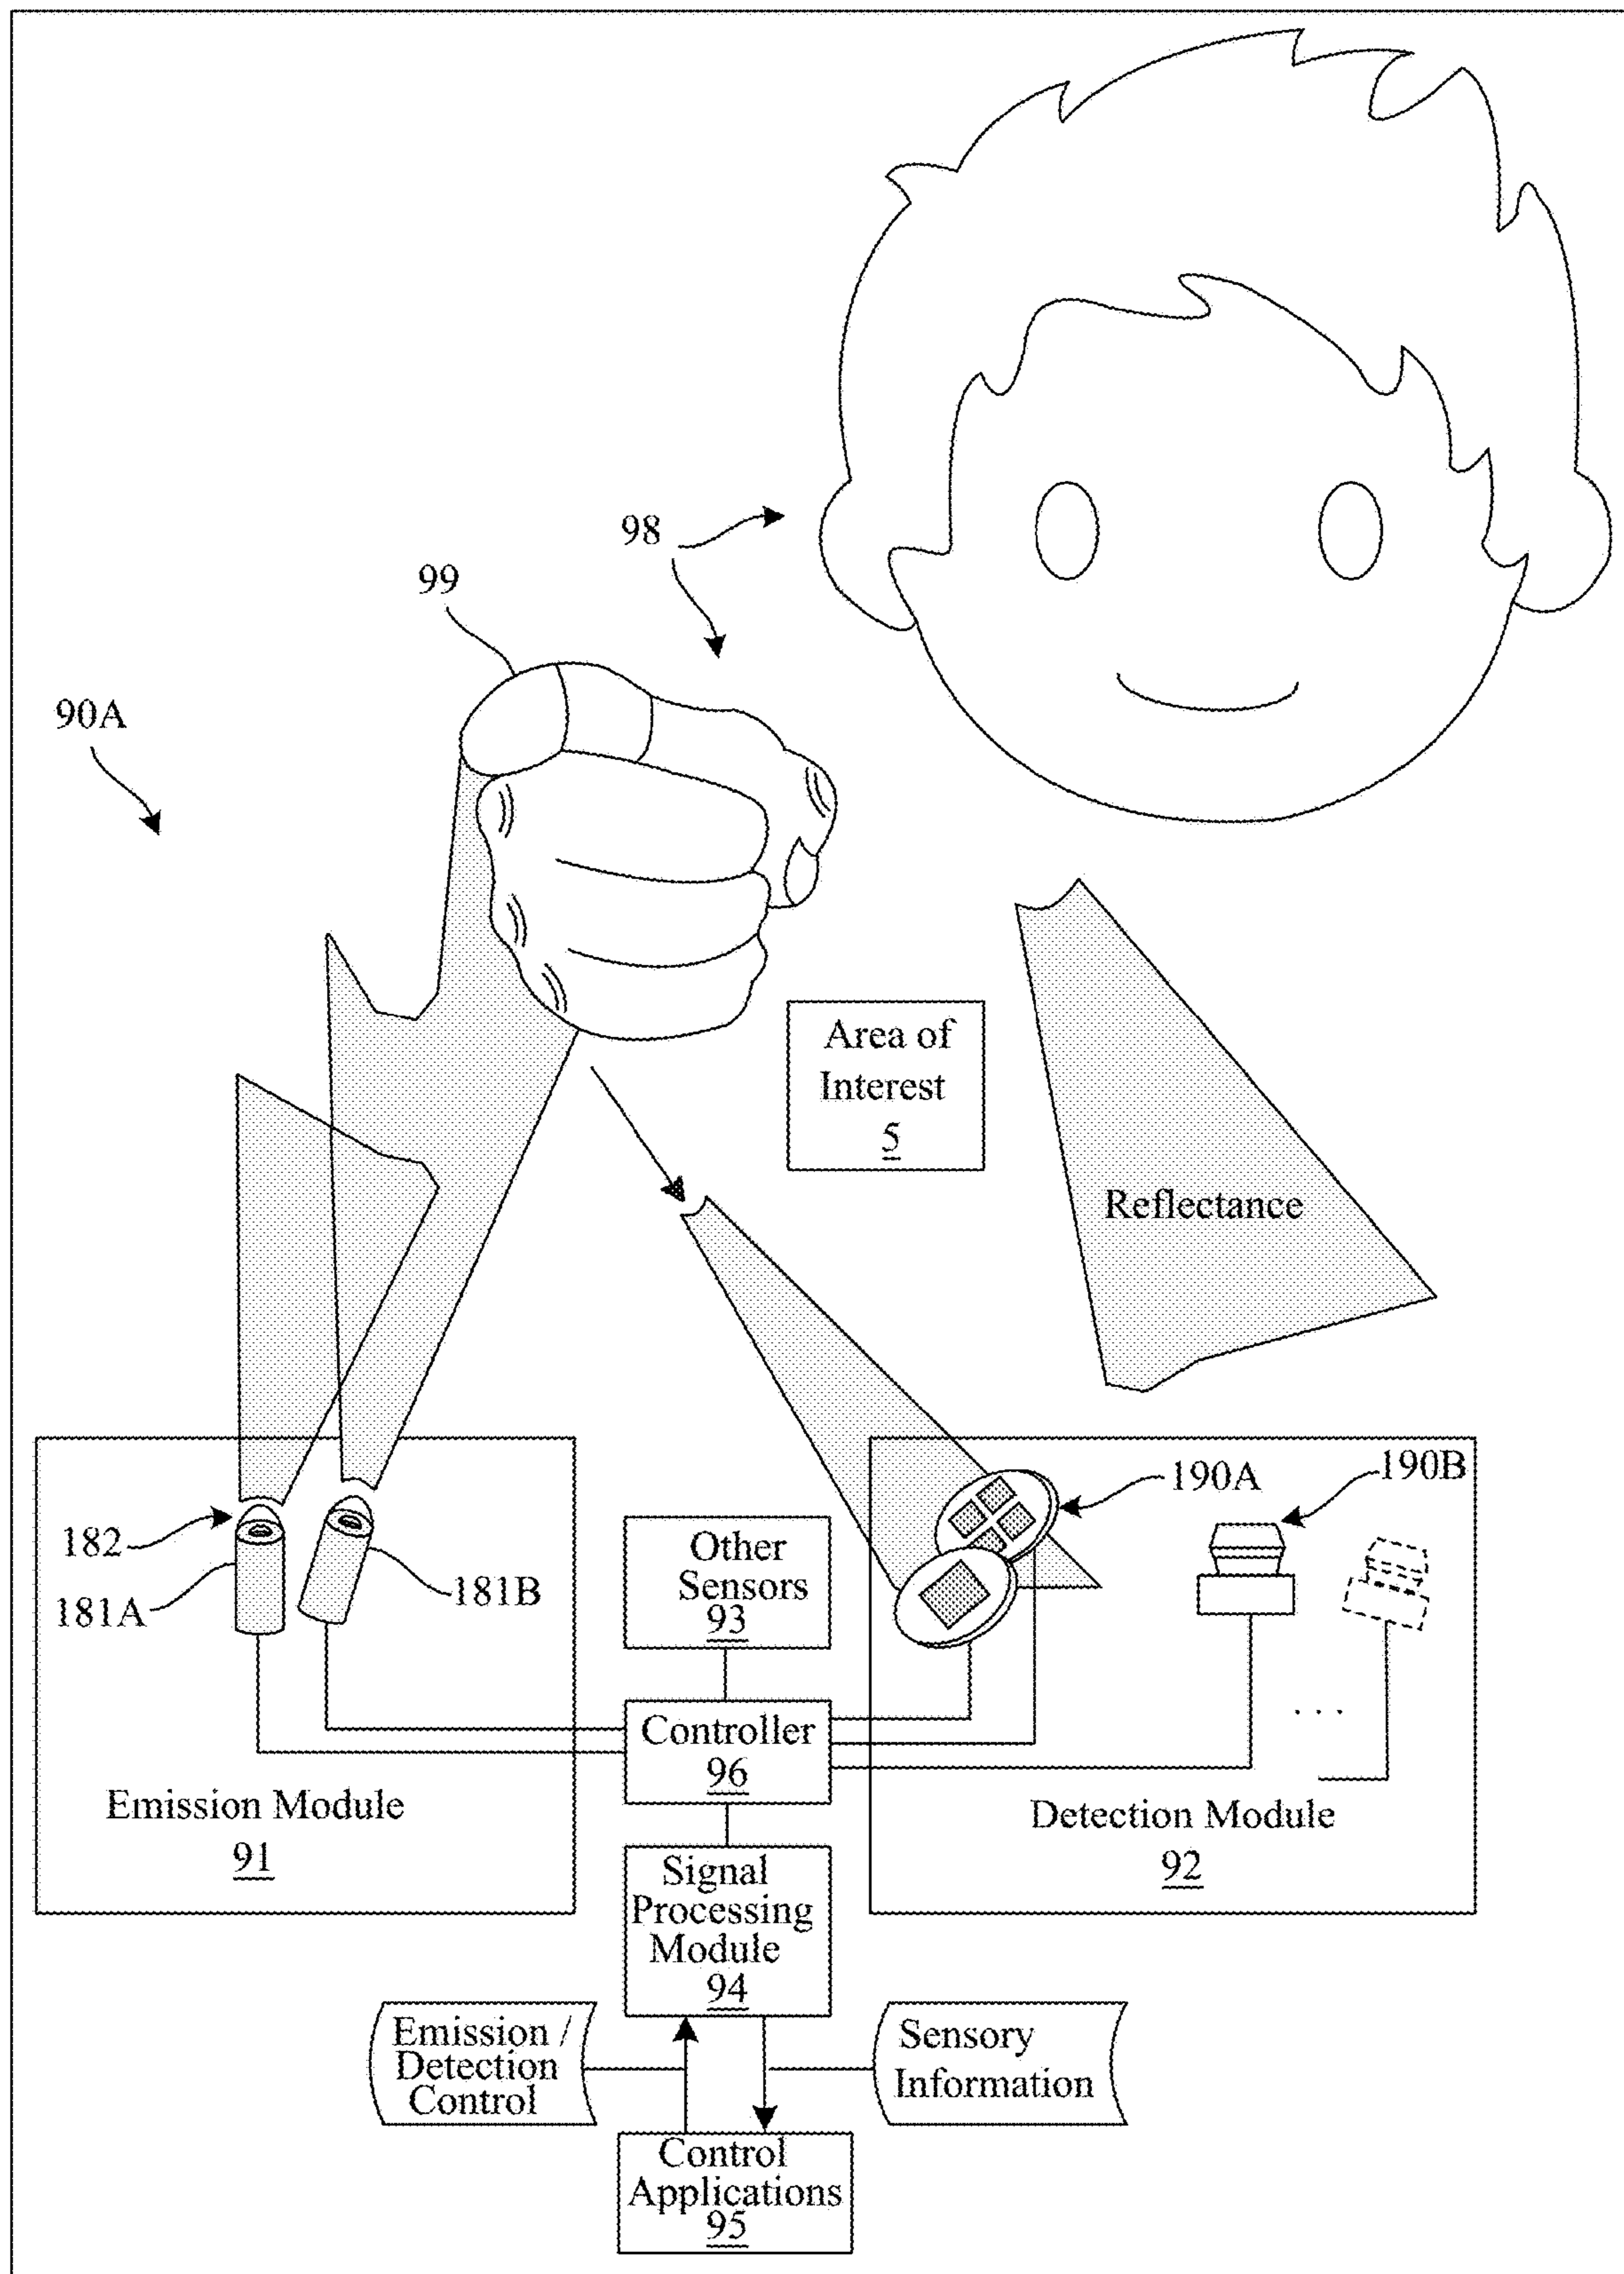 98
99
90A
Area of
Interest
5
Reflectance
190A
190B
182
181A
181B
Other
Sensors
93
Controller
96
Emission Module
91
Detection Module
92
. . .
Signal
Processing
Module
94
Emission /
Detection
Control
Sensory
Information
Control
Applications
95